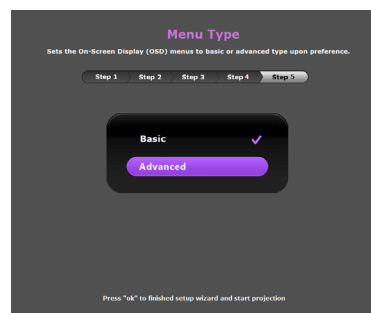 Menu Type
Sets the On-Screen Display (OSD) menus to basic or advanced type upon preference.
Step 1 Step 2 Step 3 Step 4 Step 5
Basic
Advanced
Press "ok" to finished setup wizard and start projection